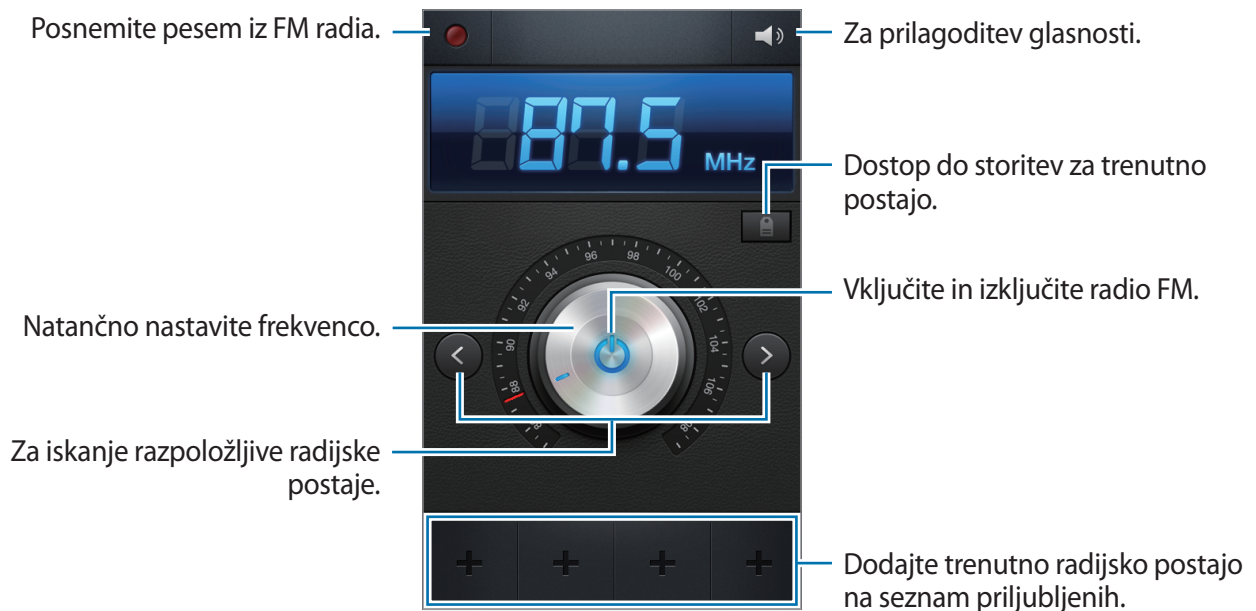 Posnemite pesem iz FM radia.
Za prilagoditev glasnosti.
87.5 MHz
Dostop do storitev za trenutno
postajo.
Vključite in izključite radio FM.
Natančno nastavite frekvenco.
88
90
92
94
96
98
100
102
104
106
Za iskanje razpoložljive radijske
postaje.
Dodajte trenutno radijsko postajo
na seznam priljubljenih.